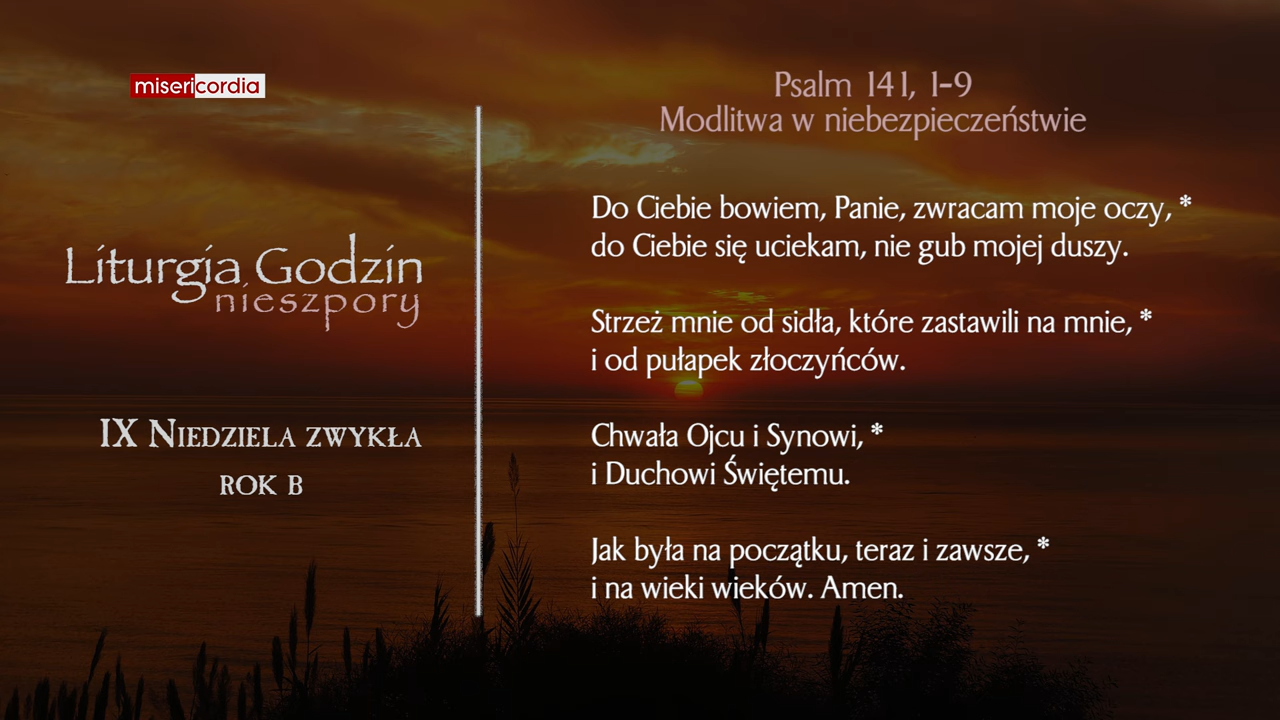 misericordia
Liturgia Godzin
nieszpory
IX Niedziela zwykła
rok B
Psalm 141, 1-9
Modlitwa w niebezpieczeństwie
Do Ciebie bowiem, Panie, zwracam moje oczy, *
do Ciebie się uciekam, nie gub mojej duszy.
Strzeż mnie od sidła, które zastawili na mnie, *
i od pułapek złoczyńców.
Chwała Ojcu i Synowi, *
i Duchowi Świętemu.
Jak była na początku, teraz i zawsze, *
i na wieki wieków. Amen.